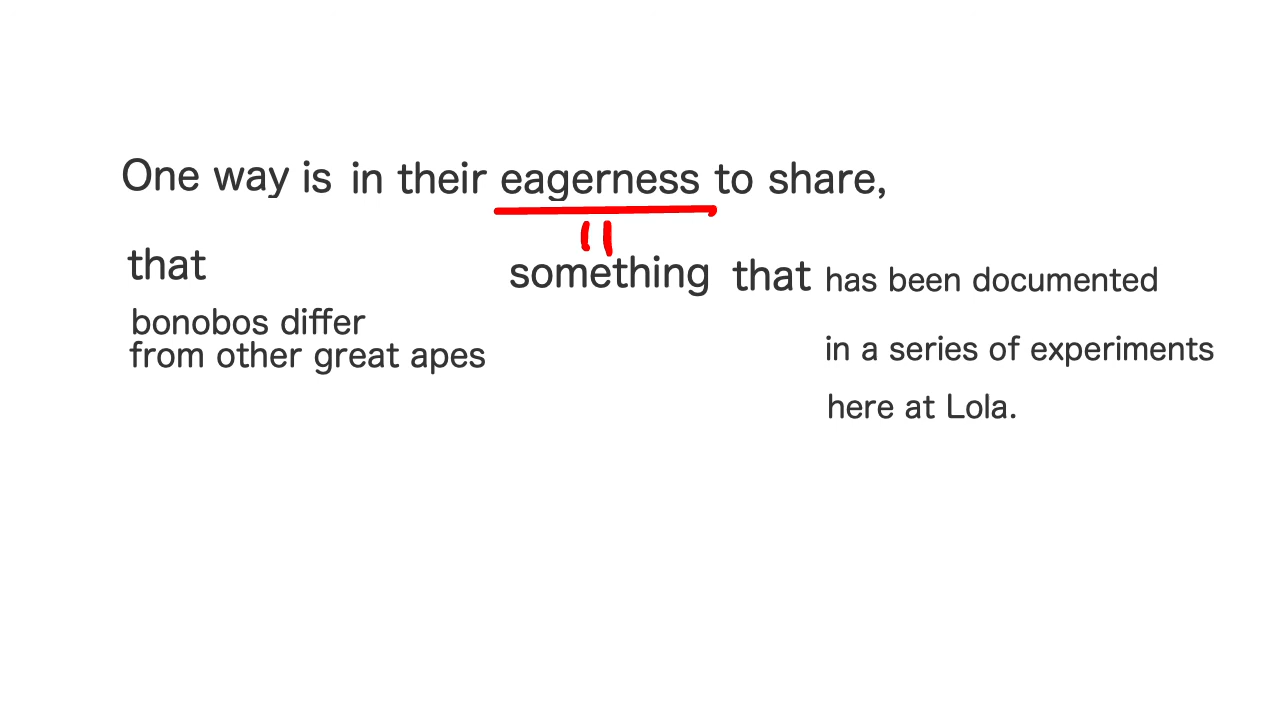 One way is in their eagerness to share,
that
something that has been documented
bonobos differ
from other great apes
in a series of experiments
here at Lola.